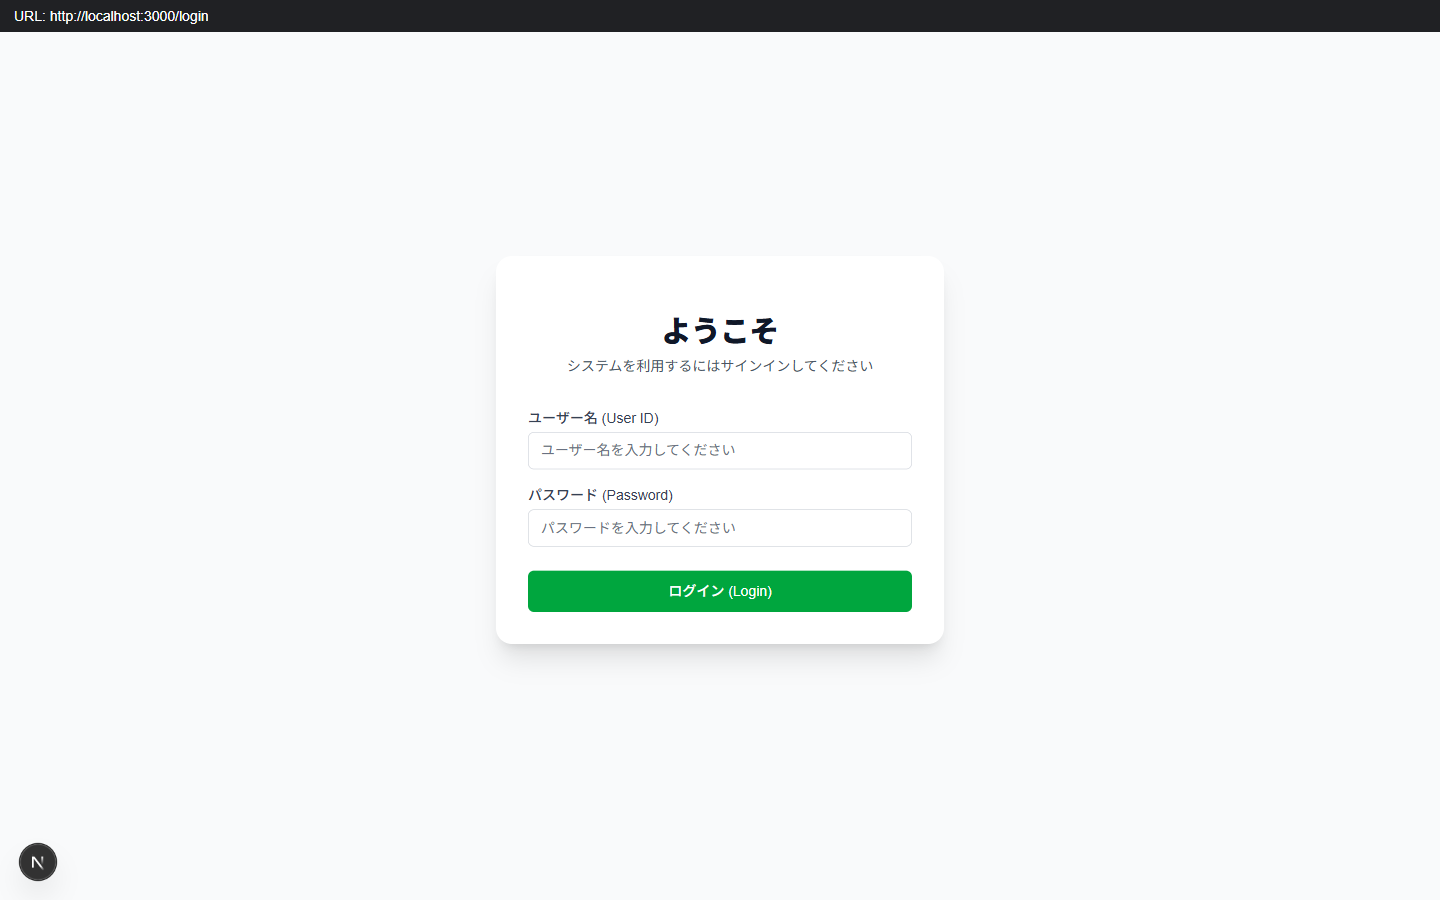 URL: http://localhost:3000/login
ようこそ
システムを利用するにはサインインしてください
ユーザー名 (User ID)
ユーザー名を入力してください
パスワード (Password)
パスワードを入力してください
ログイン (Login)
N